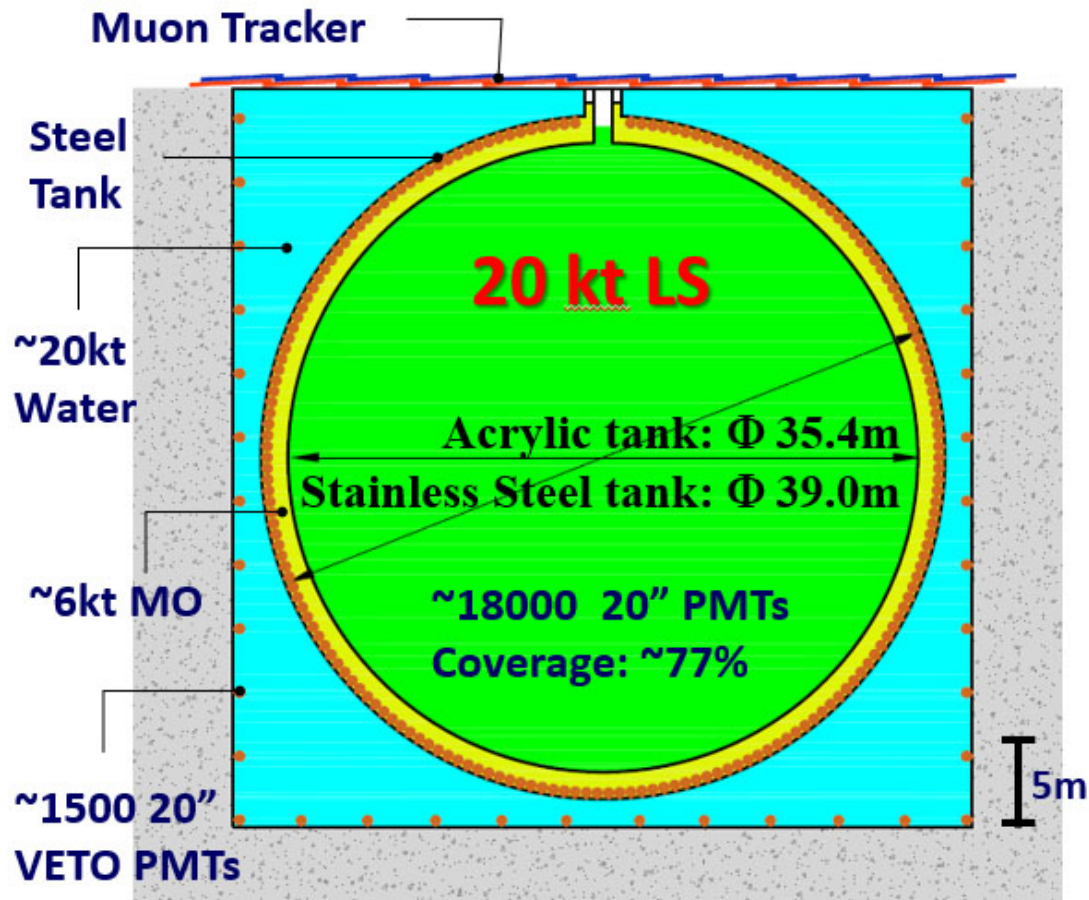 Muon Tracker
Steel
Tank
20 kt LS
~20kt
Water
Acrylic tank: Φ 35.4m
Stainless Steel tank: Φ 39.0m
~6kt MO
~18000 20” PMTs
Coverage: ~77%
5m
~1500 20”
VETO PMTs